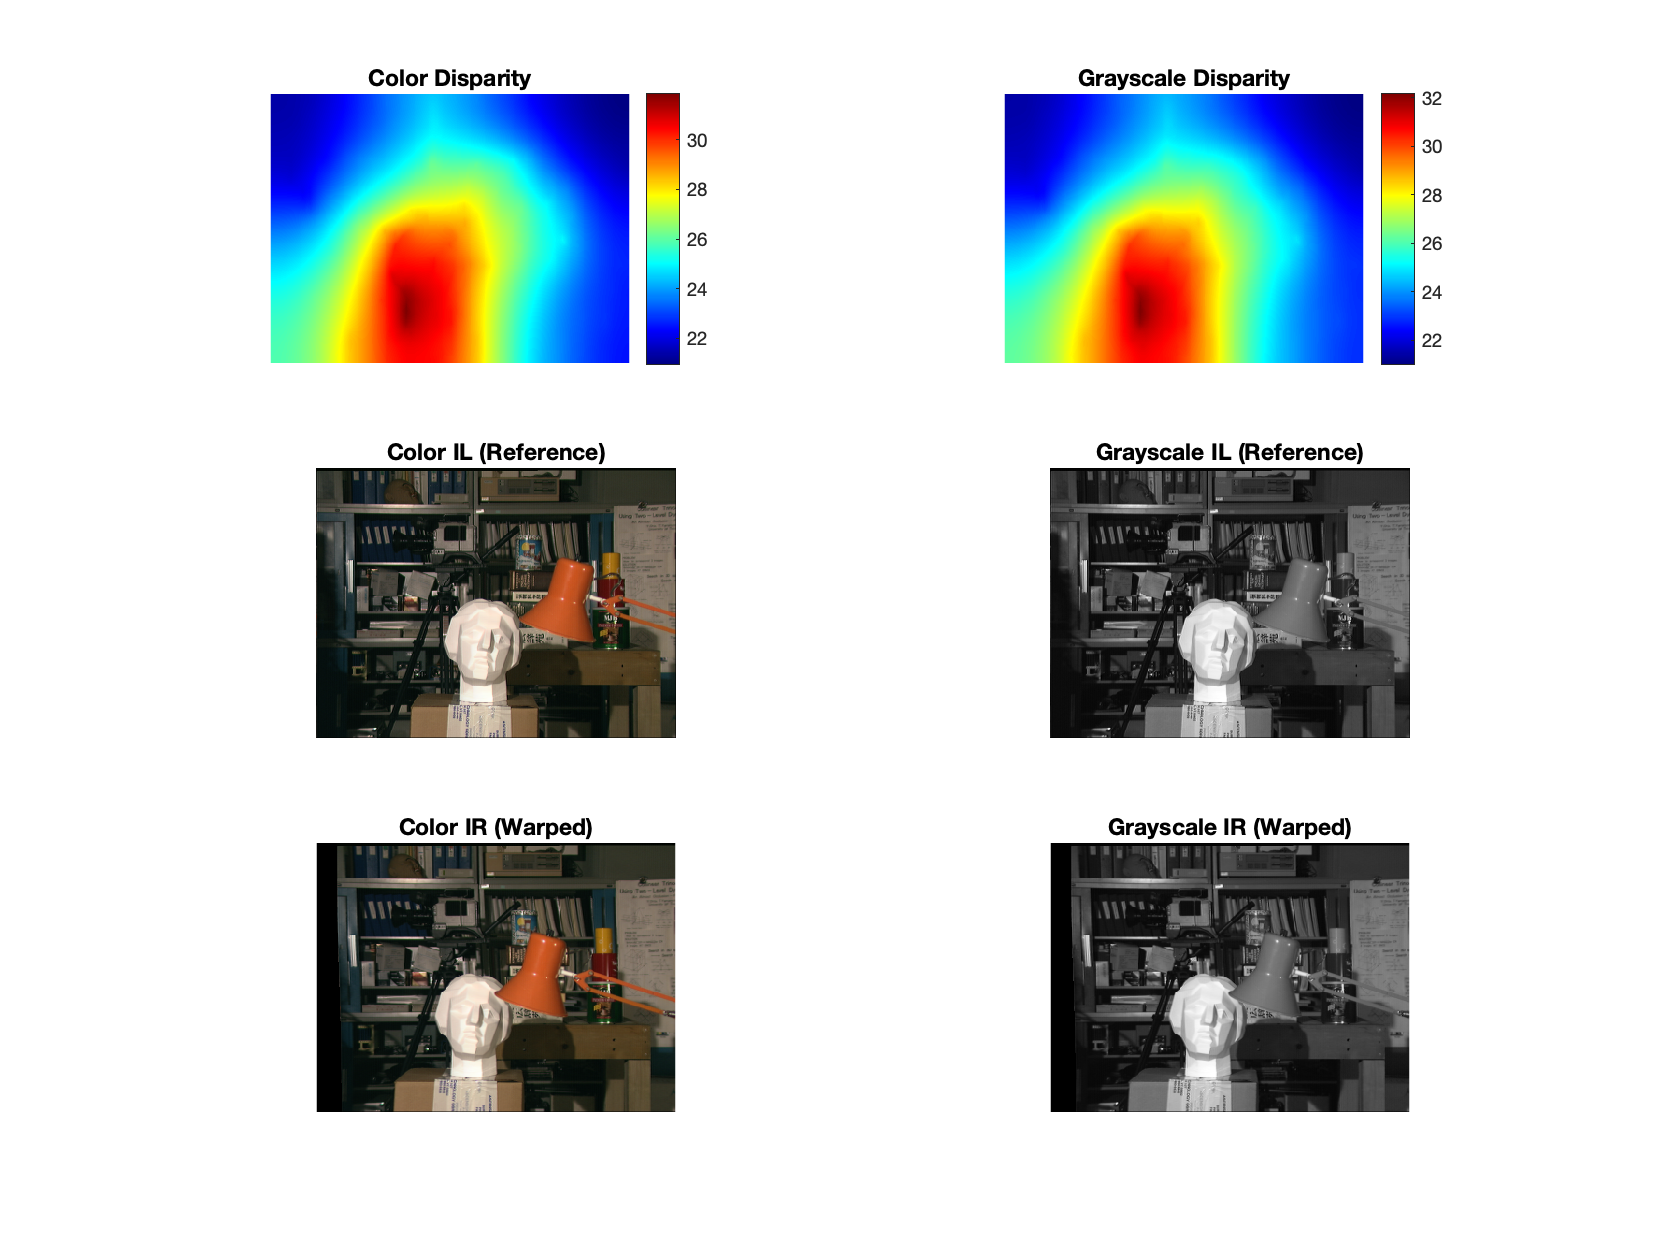 Color Disparity
30
28
26
24
22
Grayscale Disparity
32
30
28
26
24
22
Color IL (Reference)
Grayscale IL (Reference)
Color IR (Warped)
Grayscale IR (Warped)